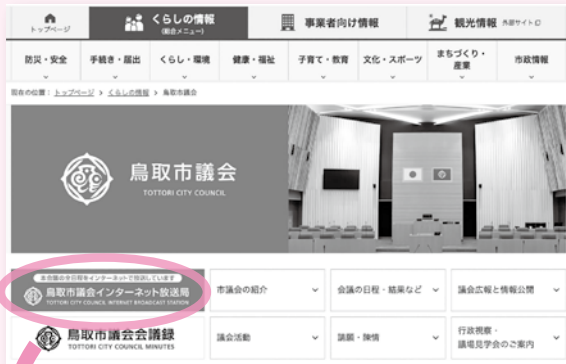 トップページ
くらしの情報
(総合メニュー)
事業者向け情報
観光情報 外部サイト
防災・安全
手続き・届出
くらし・環境
健康・福祉
子育て・教育
文化・スポーツ
まちづくり・
産業
市政情報
現在の位置: トップページ > くらしの情報 > 鳥取市議会
鳥取市議会
TOTTORI CITY COUNCIL
本会議の全日程をインターネットで放送しています
鳥取市議会インターネット放送局
TOTTORI CITY COUNCIL INTERNET BROADCAST STATION
市議会の紹介
会議の日程・結果など
議会広報と情報公開
鳥取市議会会議録
TOTTORI CITY COUNCIL MINUTES
議会活動
請願・陳情
行政視察・
議場見学会のご案内